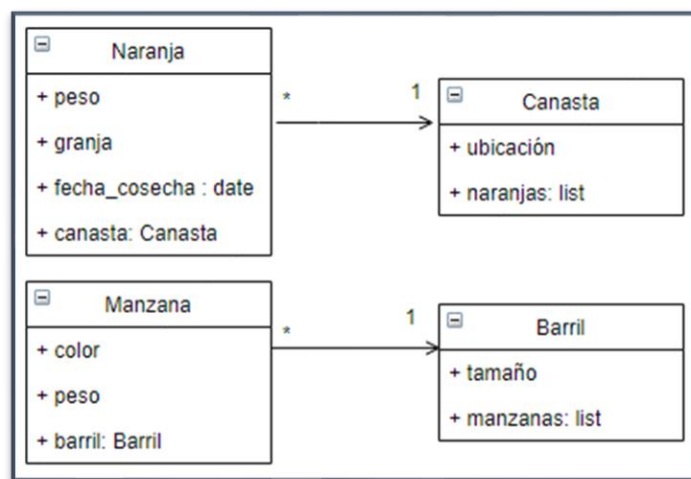 Naranja
+ peso
+ granja
+ fecha_cosecha : date
+ canasta: Canasta
*
1
Canasta
+ ubicación
+ naranjas: list
Manzana
+ color
+ peso
+ barril: Barril
*
1
Barril
+ tamaño
+ manzanas: list